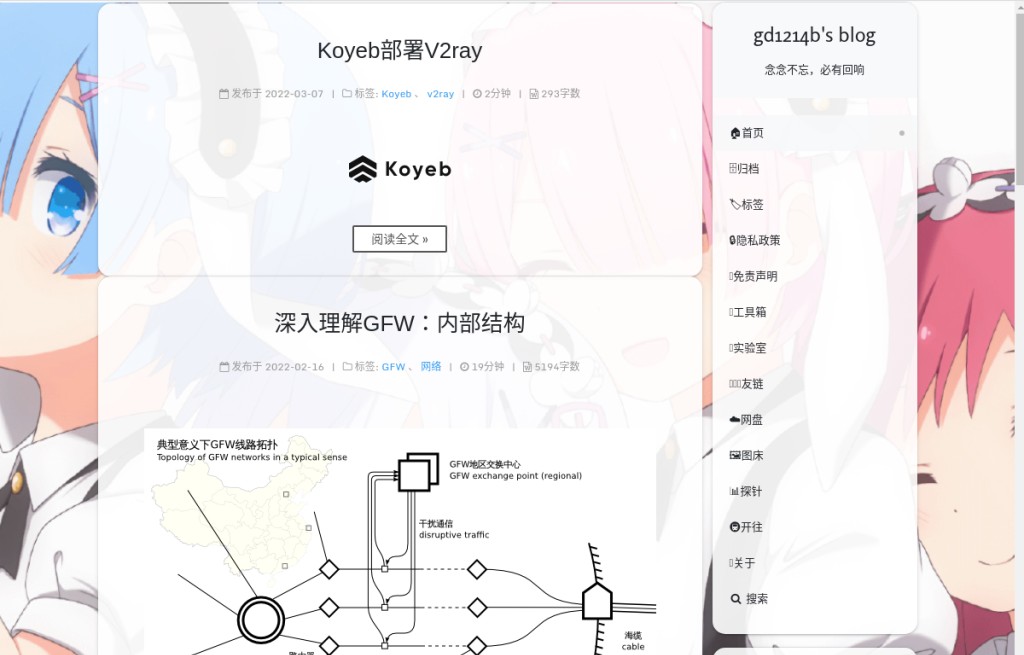 Koyeb部署V2ray
发布于 2022-03-07 | 标签: Koyeb 、 v2ray | 2分钟 | 293字数
Koyeb
阅读全文 »
深入理解GFW：内部结构
发布于 2022-02-16 | 标签: GFW 、 网络 | 19分钟 | 5194字数
典型意义下GFW线路拓扑
Topology of GFW networks in a typical sense
GFW地区交换中心
GFW exchange point (regional)
干扰通信
disruptive traffic
海缆
cable
gd1214b's blog
念念不忘，必有回响
首页
归档
标签
隐私政策
免责声明
工具箱
实验室
友链
网盘
图床
探针
开往
关于
搜索